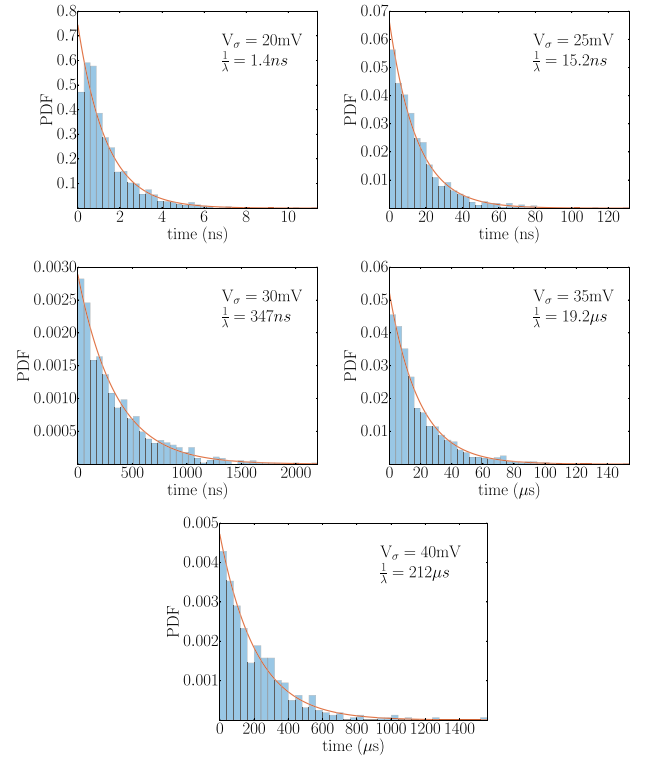 0.8
0.7
0.6
0.5
0.4
0.3
0.2
0.1
PDF
V_σ = 20mV
1/λ = 1.4ns
0 2 4 6 8 10
time (ns)
0.07
0.06
0.05
0.04
0.03
0.02
0.01
PDF
V_σ = 25mV
1/λ = 15.2ns
0 20 40 60 80 100 120
time (ns)
0.0030
0.0025
0.0020
0.0015
0.0010
0.0005
PDF
V_σ = 30mV
1/λ = 347ns
0 500 1000 1500 2000
time (ns)
0.06
0.05
0.04
0.03
0.02
0.01
PDF
V_σ = 35mV
1/λ = 19.2μs
0 20 40 60 80 100 120 140
time (μs)
0.005
0.004
0.003
0.002
0.001
PDF
V_σ = 40mV
1/λ = 212μs
0 200 400 600 800 1000 1200 1400
time (μs)